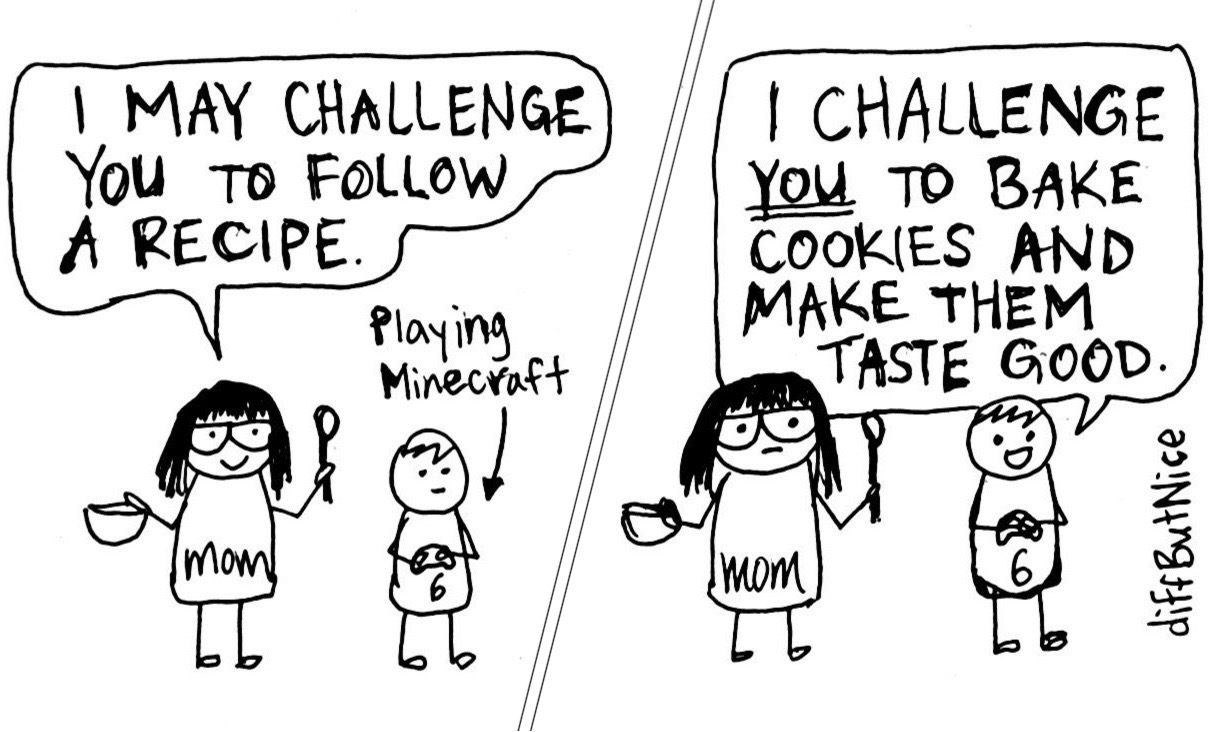 I MAY CHALLENGE
YOU TO FOLLOW
A RECIPE.
Playing
Minecraft
mom
6
I CHALLENGE
YOU TO BAKE
COOKIES AND
MAKE THEM
TASTE GOOD.
mom
6
diffButNice